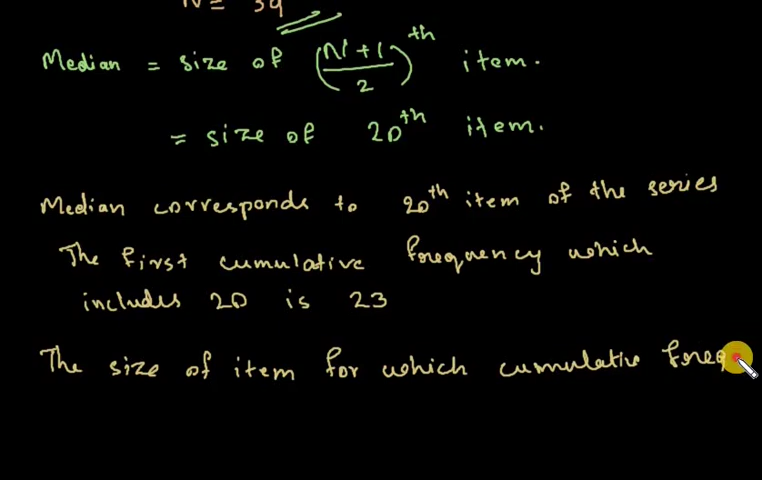 N = 39
Median = size of (N+1/2)th item.
= size of 20th item.
Median corresponds to 20th item of the series
The first cumulative frequency which
includes 20 is 23
The size of item for which cumulative freq